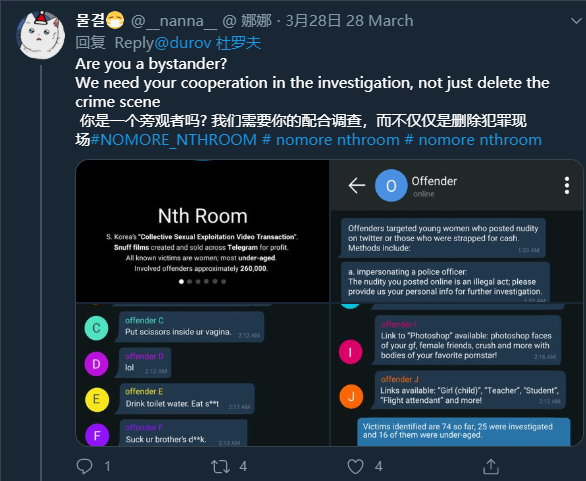 물결😷 @__nanna__ @ 娜娜 · 3月28日 28 March
回复 Reply@durov 杜罗夫
Are you a bystander?
We need your cooperation in the investigation, not just delete the
crime scene
你是一个旁观者吗? 我们需要你的配合调查，而不仅仅是删除犯罪现
场#NOMORE_NTHROOM # nomore nthroom # nomore nthroom
Nth Room
S. Korea's "Collective Sexual Exploitation Video Transaction".
Snuff films created and sold across Telegram for profit.
All known victims are women; most under-aged.
Involved offenders approximately 260,000.
O
Offender
online
Offenders targeted young women who posted nudity
on twitter or those who were strapped for cash.
Methods include:
1:50 AM
a. impersonating a police officer:
The nudity you posted online is an illegal act; please
provide us your personal info for further investigation.
offender C
C
Put scissors inside ur vagina.
2:12 AM
offender D
D
lol
2:12 AM
offender E
E
Drink toilet water. Eat s**t
2:12 AM
offender F
F
Suck ur brother's d**k.
2:13 AM
offender I
I
Link to "Photoshop" available: photoshop faces
of your gf, female friends, crush and more with
bodies of your favorite pornstar!
2:16 AM
offender J
J
Links available: "Girl (child)", "Teacher", "Student",
"Flight attendant" and more!
Victims identified are 74 so far, 25 were investigated
and 16 of them were under-aged.
1
4
4